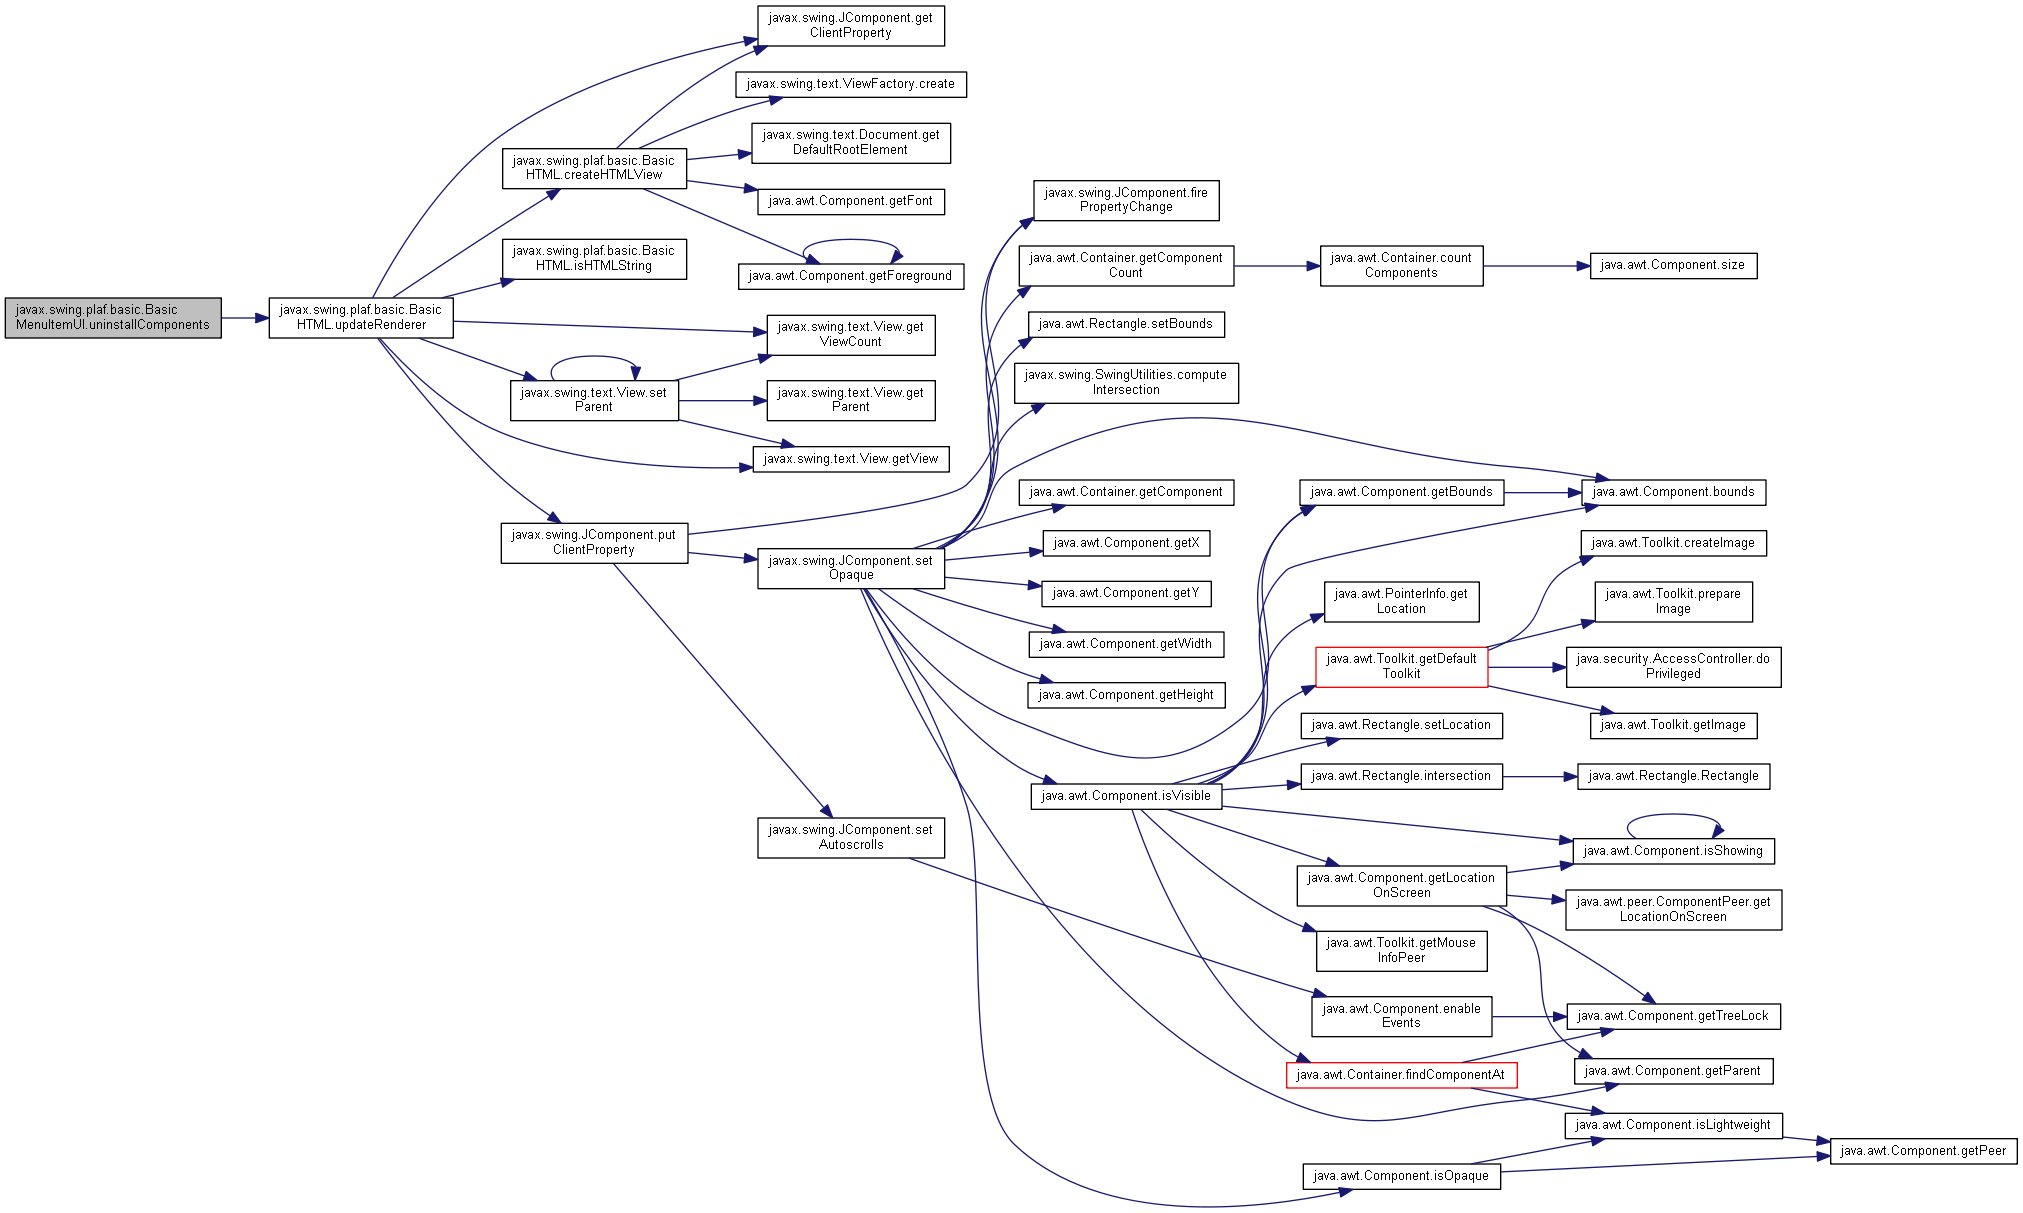 javax.swing.plaf.basic.Basic
MenuItemUI.uninstallComponents
javax.swing.plaf.basic.Basic
HTML.updateRenderer
javax.swing.JComponent.get
ClientProperty
javax.swing.text.ViewFactory.create
javax.swing.text.Document.get
DefaultRootElement
javax.swing.plaf.basic.Basic
HTML.createHTMLView
java.awt.Component.getFont
javax.swing.plaf.basic.Basic
HTML.isHTMLString
java.awt.Component.getForeground
javax.swing.text.View.get
ViewCount
javax.swing.text.View.set
Parent
javax.swing.text.View.get
Parent
javax.swing.text.View.getView
javax.swing.JComponent.put
ClientProperty
javax.swing.JComponent.set
Opaque
javax.swing.JComponent.set
Autoscrolls
javax.swing.JComponent.fire
PropertyChange
java.awt.Container.getComponent
Count
java.awt.Container.count
Components
java.awt.Component.size
java.awt.Rectangle.setBounds
javax.swing.SwingUtilities.compute
Intersection
java.awt.Container.getComponent
java.awt.Component.getX
java.awt.Component.getY
java.awt.Component.getWidth
java.awt.Component.getHeight
java.awt.Component.isVisible
java.awt.Component.getBounds
java.awt.Component.bounds
java.awt.PointerInfo.get
Location
java.awt.Toolkit.getDefault
Toolkit
java.awt.Toolkit.createImage
java.awt.Toolkit.prepare
Image
java.security.AccessController.do
Privileged
java.awt.Toolkit.getImage
java.awt.Rectangle.setLocation
java.awt.Rectangle.intersection
java.awt.Rectangle.Rectangle
java.awt.Component.isShowing
java.awt.Component.getLocation
OnScreen
java.awt.peer.ComponentPeer.get
LocationOnScreen
java.awt.Toolkit.getMouse
InfoPeer
java.awt.Component.enable
Events
java.awt.Component.getTreeLock
java.awt.Container.findComponentAt
java.awt.Component.getParent
java.awt.Component.isLightweight
java.awt.Component.getPeer
java.awt.Component.isOpaque